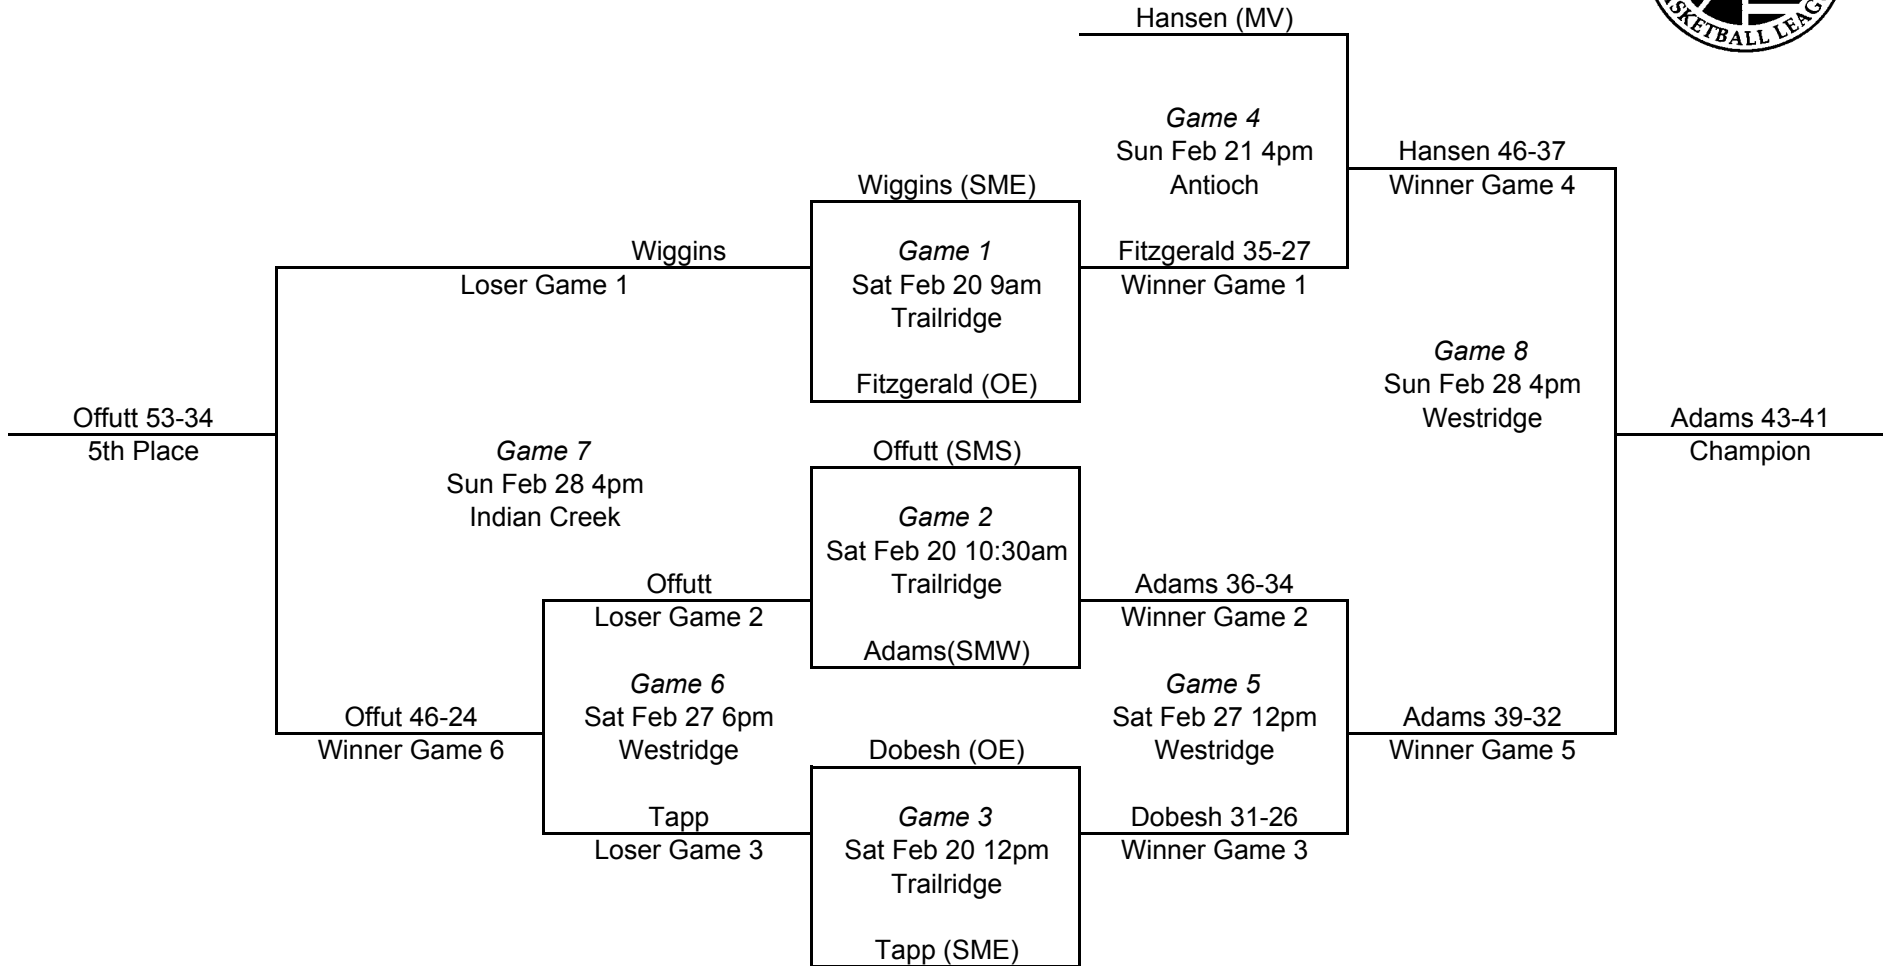 Hansen (MV)
BASKETBALL LEAGU
Game 4
Sun Feb 21 4pm
Antioch
Hansen 46-37
Winner Game 4
Wiggins (SME)
Wiggins
Loser Game 1
Game 1
Sat Feb 20 9am
Trailridge
Fitzgerald 35-27
Winner Game 1
Fitzgerald (OE)
Game 8
Sun Feb 28 4pm
Westridge
Offutt 53-34
5th Place
Adams 43-41
Champion
Game 7
Sun Feb 28 4pm
Indian Creek
Offutt (SMS)
Game 2
Sat Feb 20 10:30am
Trailridge
Offutt
Loser Game 2
Adams 36-34
Winner Game 2
Adams(SMW)
Game 6
Sat Feb 27 6pm
Westridge
Game 5
Sat Feb 27 12pm
Westridge
Offut 46-24
Winner Game 6
Adams 39-32
Winner Game 5
Dobesh (OE)
Tapp
Loser Game 3
Game 3
Sat Feb 20 12pm
Trailridge
Dobesh 31-26
Winner Game 3
Tapp (SME)